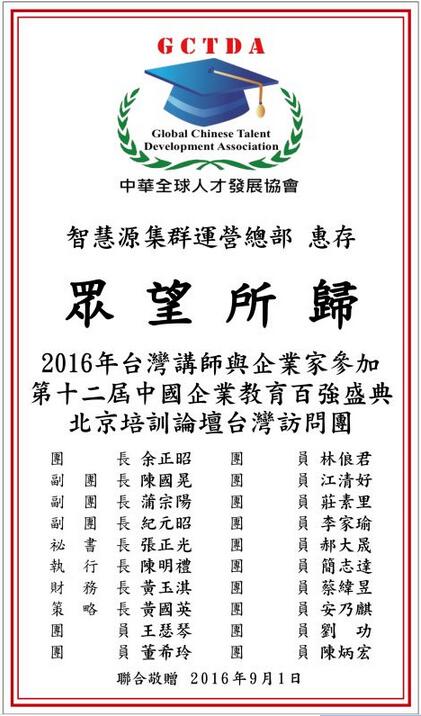 GCTDA
Global Chinese Talent
Development Association
中華全球人才發展協會
智慧源集群運營總部 惠存
眾望所歸
2016年台灣講師與企業家參加
第十二屆中國企業教育百強盛典
北京培訓論壇台灣訪問團
團長余正昭 團員林俍君
副團長陳國晃 團員江清好
副團長蒲宗陽 團員莊素里
副團長紀元昭 團員李家瑜
祕書長張正光 團員郝大晟
執行長陳明禮 團員簡志達
財務長黃玉淇 團員蔡緯昱
策略長黃國英 團員安乃麒
團員王瑟琴 團員劉功
團員董希玲 團員陳炳宏
聯合敬贈 2016年9月1日